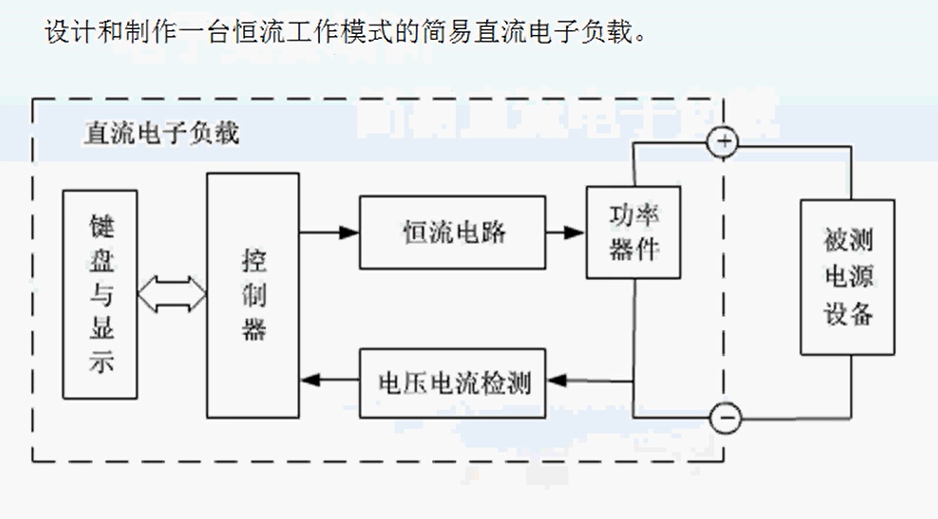 设计和制作一台恒流工作模式的简易直流电子负载。
直流电子负载
键盘与显示
控制器
恒流电路
功率
器件
电压电流检测
+
−
被测
电源
设备